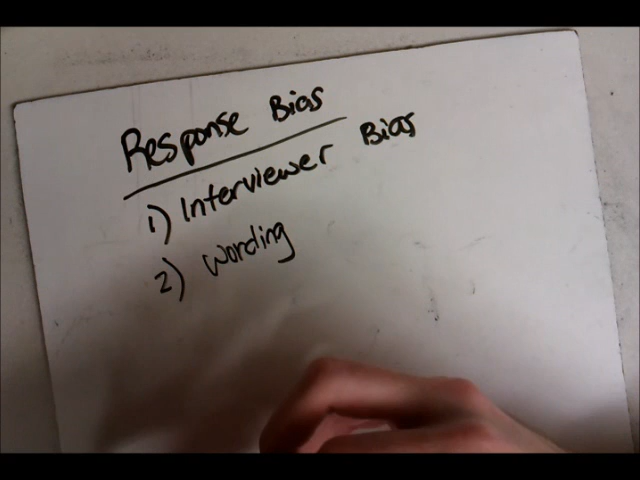 Response Bias
1) Interviewer Bias
2) Wording